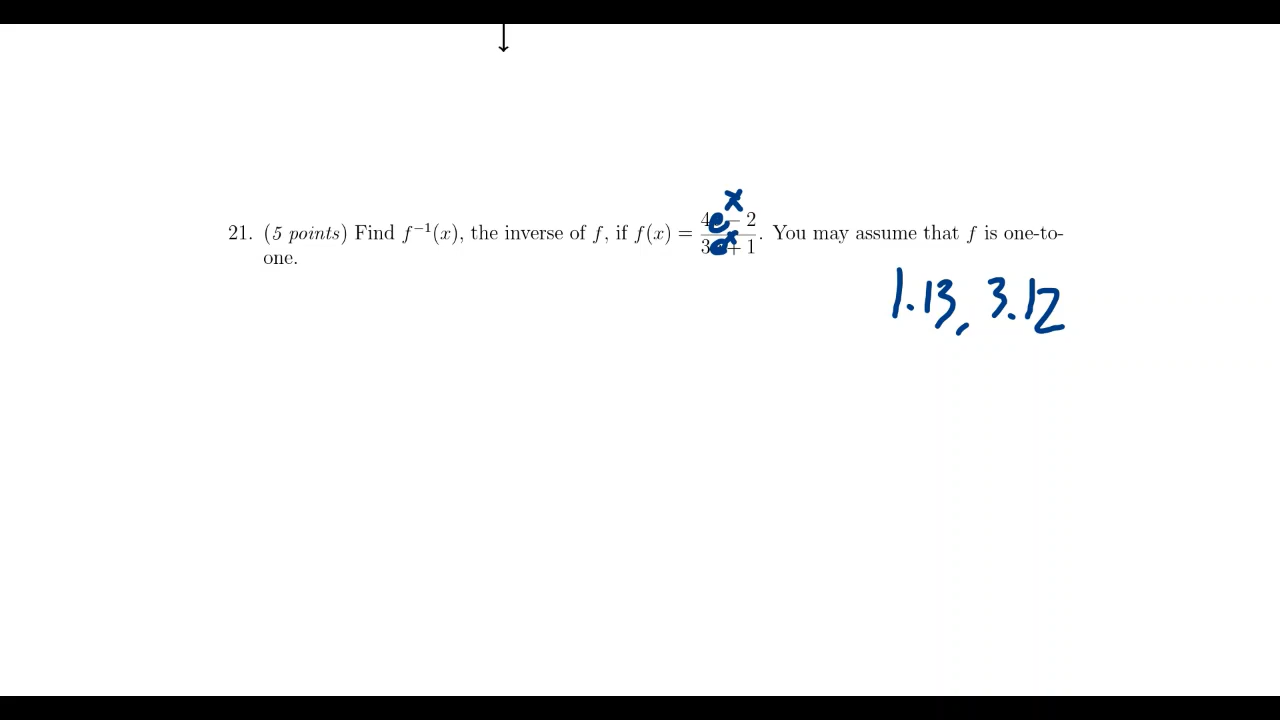 21. (5 points) Find f⁻¹(x), the inverse of f, if f(x) = (4eˣ − 2)/(3eˣ + 1). You may assume that f is one-to-
one.
1.13, 3.12